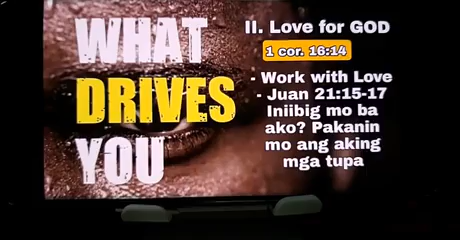 WHAT
DRIVES
YOU
II. Love for GOD
1 cor. 16:14
- Work with Love
- Juan 21:15-17
Iniibig mo ba
ako? Pakanin
mo ang aking
mga tupa